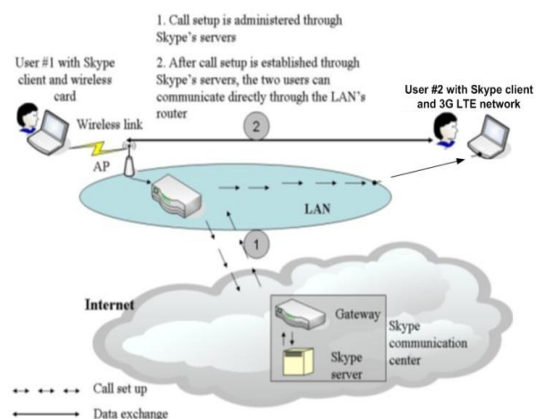 1. Call setup is administered through
Skype's servers
2. After call setup is established through
Skype's servers, the two users can
communicate directly through the LAN's
router
User #1 with Skype
client and wireless
card
User #2 with Skype client
and 3G LTE network
Wireless link
2
AP
LAN
1
Internet
Gateway
Skype
server
Skype
communication
center
Call set up
Data exchange